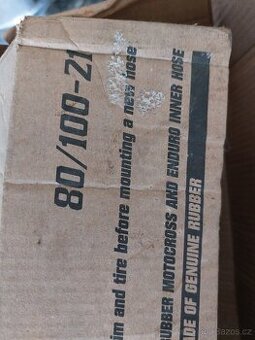 80/100-21
im and tire before mounting a new hose
UBBER MOTOCROSS AND ENDURO INNER HOSE
ADE OF GENUINE RUBBER